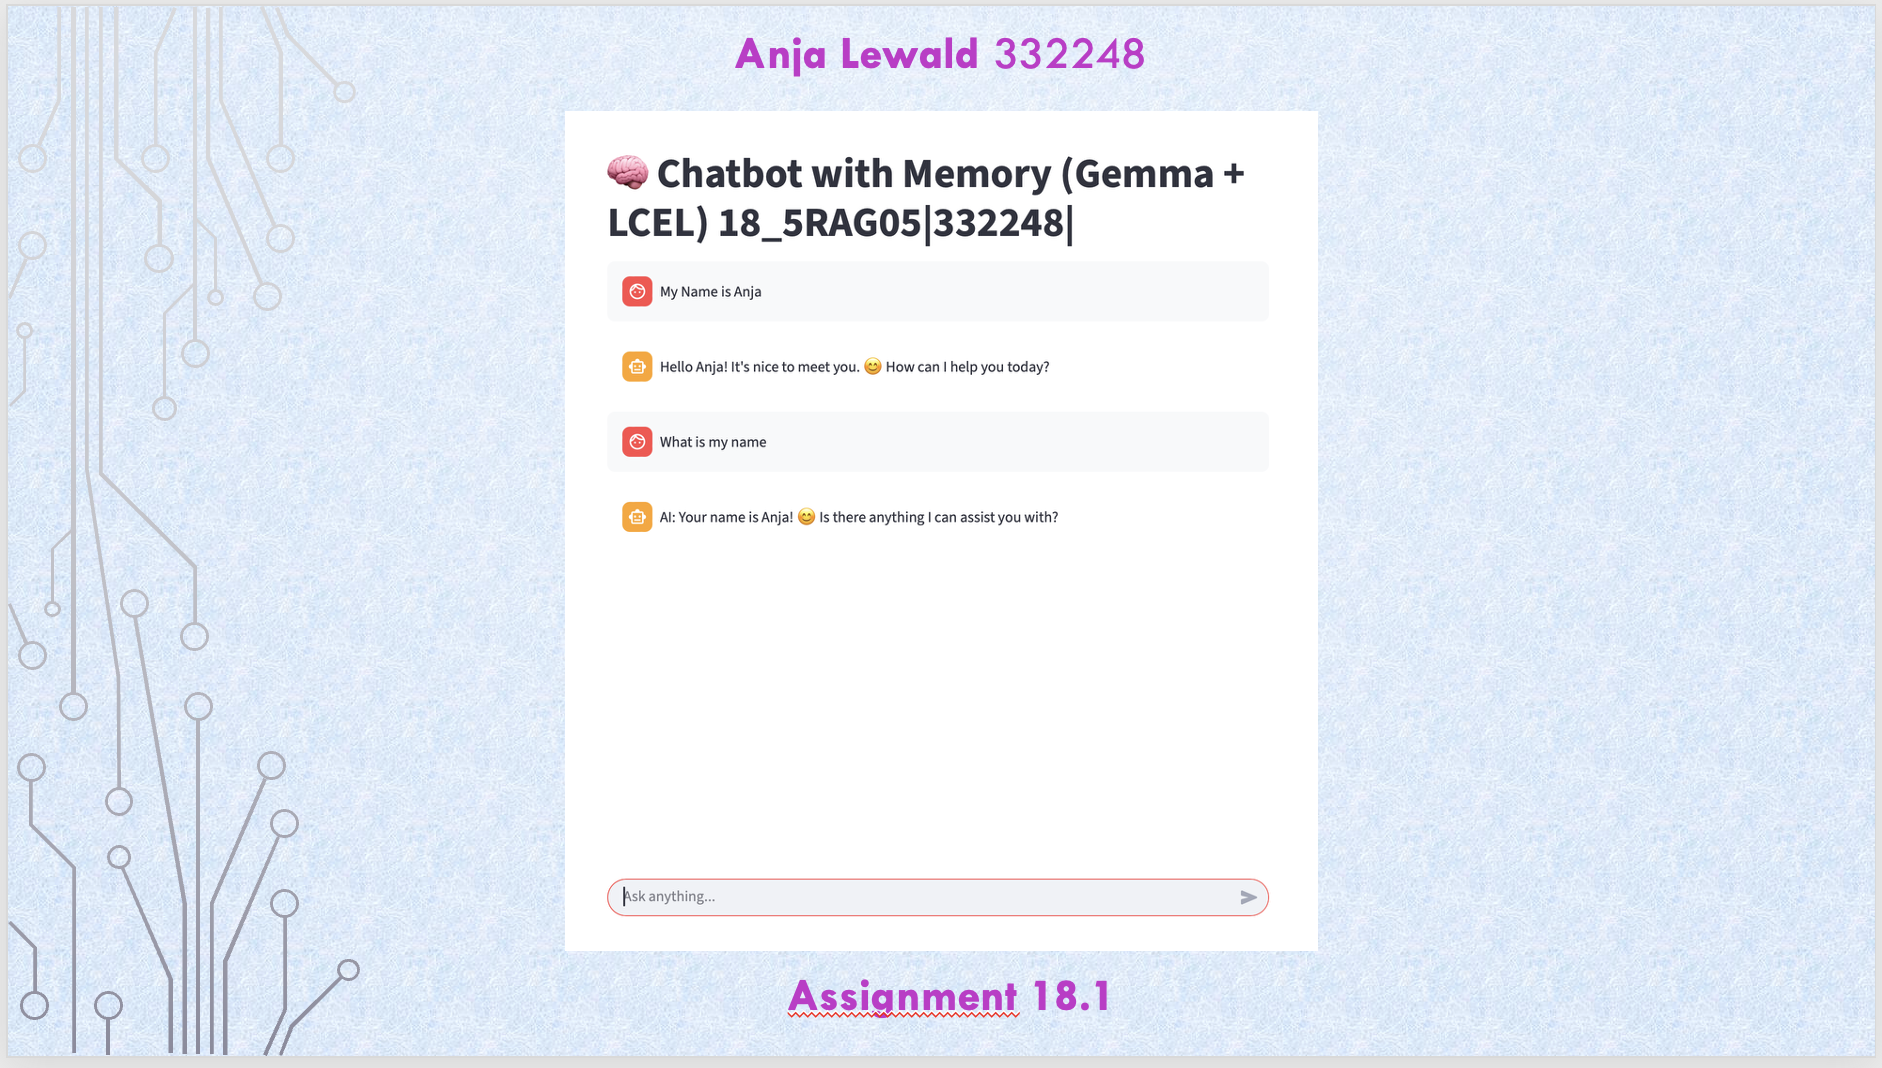 Anja Lewald 332248
🧠 Chatbot with Memory (Gemma +
LCEL) 18_5RAG05|332248|
My Name is Anja
Hello Anja! It's nice to meet you. 😊 How can I help you today?
What is my name
AI: Your name is Anja! 😊 Is there anything I can assist you with?
Ask anything...
Assignment 18.1